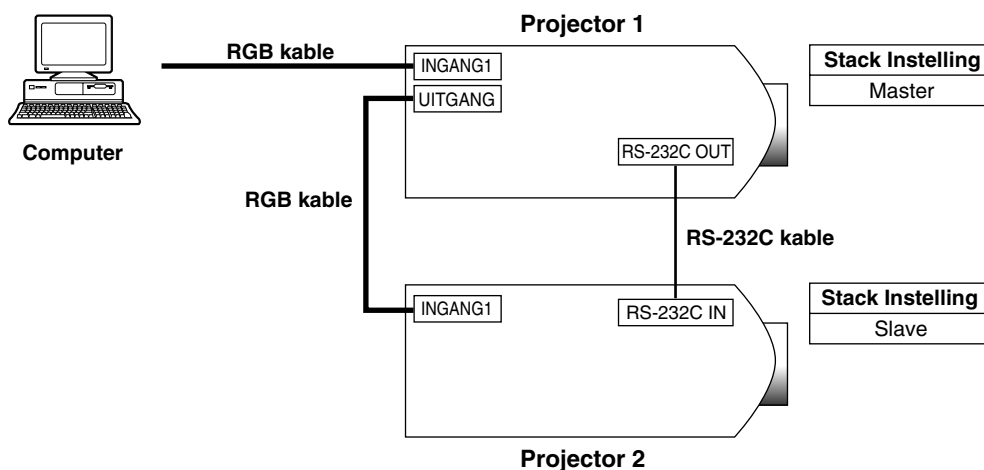 Projector 1
RGB kable
INGANG1
UITGANG
Stack Instelling
Master
Computer
RS-232C OUT
RGB kable
RS-232C kable
INGANG1
RS-232C IN
Stack Instelling
Slave
Projector 2